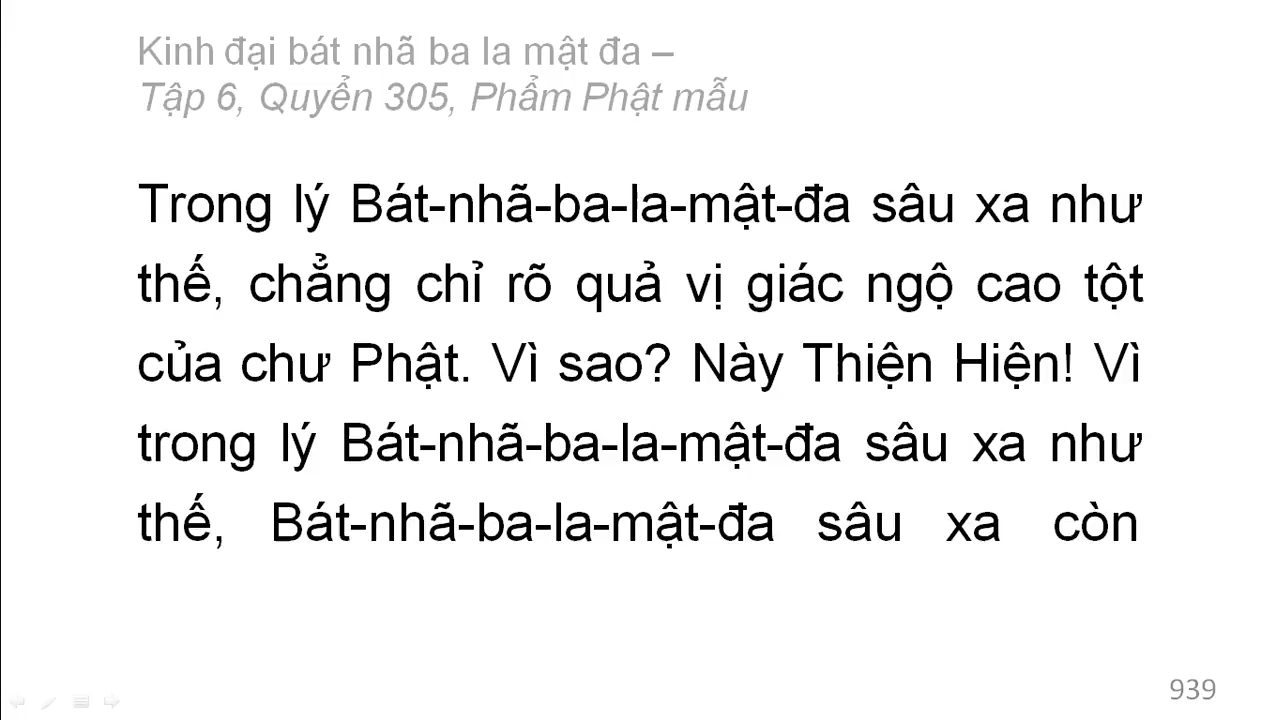 Kinh đại bát nhã ba la mật đa –
Tập 6, Quyển 305, Phẩm Phật mẫu
Trong lý Bát-nhã-ba-la-mật-đa sâu xa như
thế, chẳng chỉ rõ quả vị giác ngộ cao tột
của chư Phật. Vì sao? Này Thiện Hiện! Vì
trong lý Bát-nhã-ba-la-mật-đa sâu xa như
thế, Bát-nhã-ba-la-mật-đa sâu xa còn
939